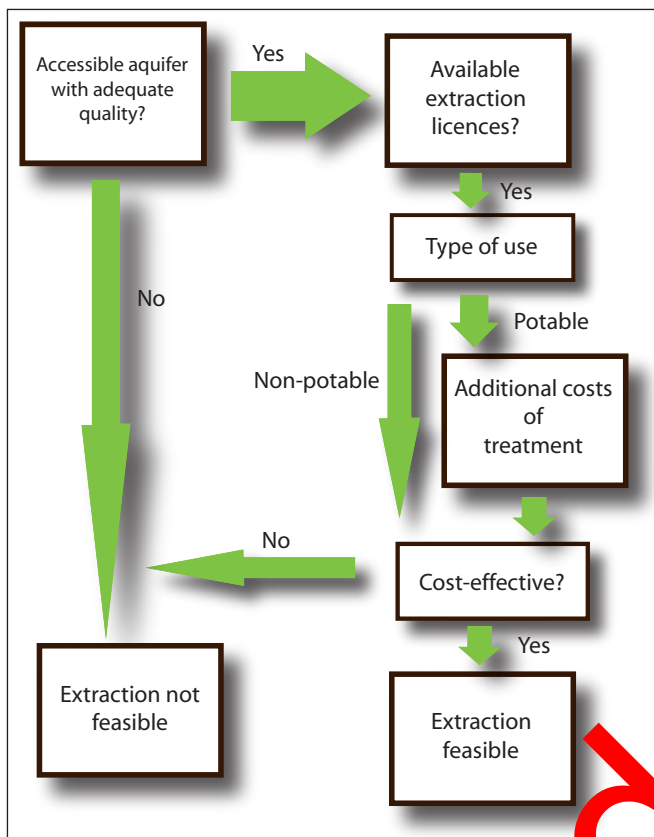 Accessible aquifer
with adequate
quality?
Yes
Available
extraction
licences?
Yes
Type of use
No
Potable
Non-potable
Additional costs
of
treatment
No
Cost-effective?
Yes
Extraction not
feasible
Extraction
feasible